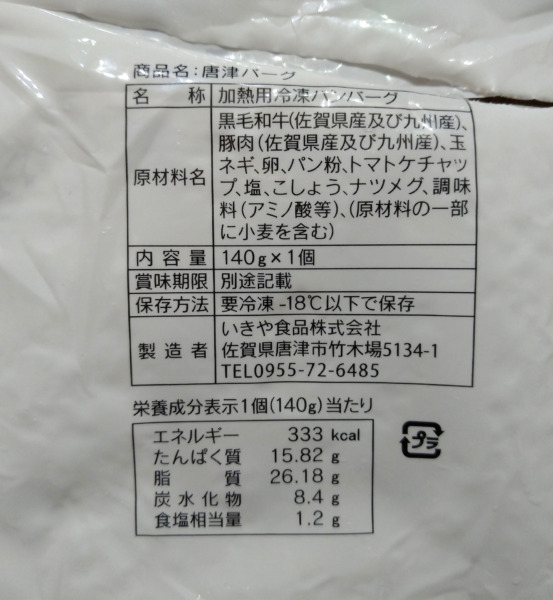 商品名：唐津バーグ
名　称 加熱用冷凍ハンバーグ
原材料名 黒毛和牛(佐賀県産及び九州産)、
豚肉(佐賀県産及び九州産)、玉
ネギ、卵、パン粉、トマトケチャッ
プ、塩、こしょう、ナツメグ、調味
料(アミノ酸等)、(原材料の一部
に小麦を含む)
内容量 140g×1個
賞味期限 別途記載
保存方法 要冷凍 -18℃以下で保存
製造者 いきや食品株式会社
佐賀県唐津市竹木場5134-1
TEL0955-72-6485
栄養成分表示1個(140g)当たり
エネルギー 333 kcal
たんぱく質 15.82 g
脂　質 26.18 g
炭水化物 8.4 g
食塩相当量 1.2 g
プラ